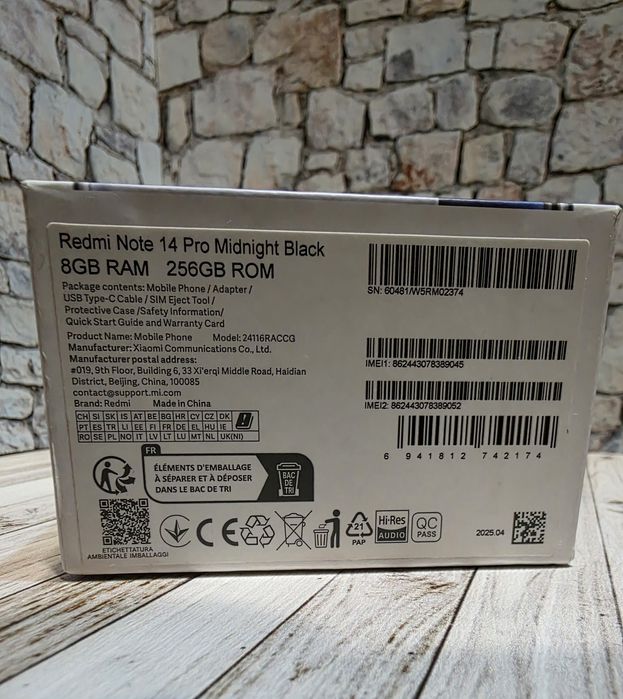 Redmi Note 14 Pro Midnight Black
8GB RAM 256GB ROM
Package contents: Mobile Phone / Adapter /
USB Type-C Cable / SIM Eject Tool /
Protective Case /Safety Information/
Quick Start Guide and Warranty Card
Product Name: Mobile Phone Model: 24116RACCG
Manufacturer: Xiaomi Communications Co., Ltd.
Manufacturer postal address:
#019, 9th Floor, Building 6, 33 Xi'erqi Middle Road, Haidian
District, Beijing, China, 100085
contact@support.mi.com
Brand: Redmi Made in China
CH SI SK IS AT BE BG HR CY CZ DK
PT ES TR LI EE FI FR DE EL HU IE
RO SE PL NO IT LV LT LU MT NL UK(NI)
SN: 60481/W5RM02374
IMEI1: 862443078389045
IMEI2: 862443078389052
6 941812 742174
FR
ÉLÉMENTS D'EMBALLAGE
À SÉPARER ET À DÉPOSER
DANS LE BAC DE TRI
BAC
DE
TRI
ETICHETTATURA
AMBIENTALE IMBALLAGGI
CE
21
PAP
Hi-Res
AUDIO
QC
PASS
2025.04